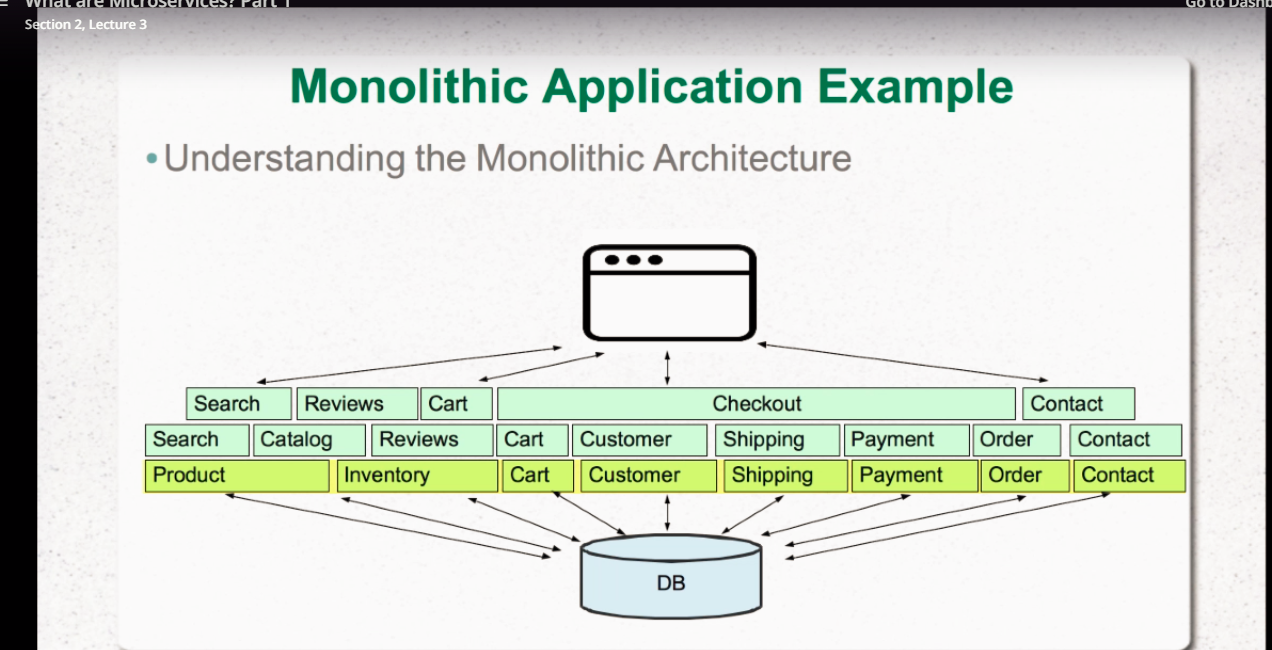 What are Microservices? Part 1
Go to Dashb
Section 2, Lecture 3
Monolithic Application Example
• Understanding the Monolithic Architecture
Search Reviews Cart Checkout Contact
Search Catalog Reviews Cart Customer Shipping Payment Order Contact
Product Inventory Cart Customer Shipping Payment Order Contact
DB